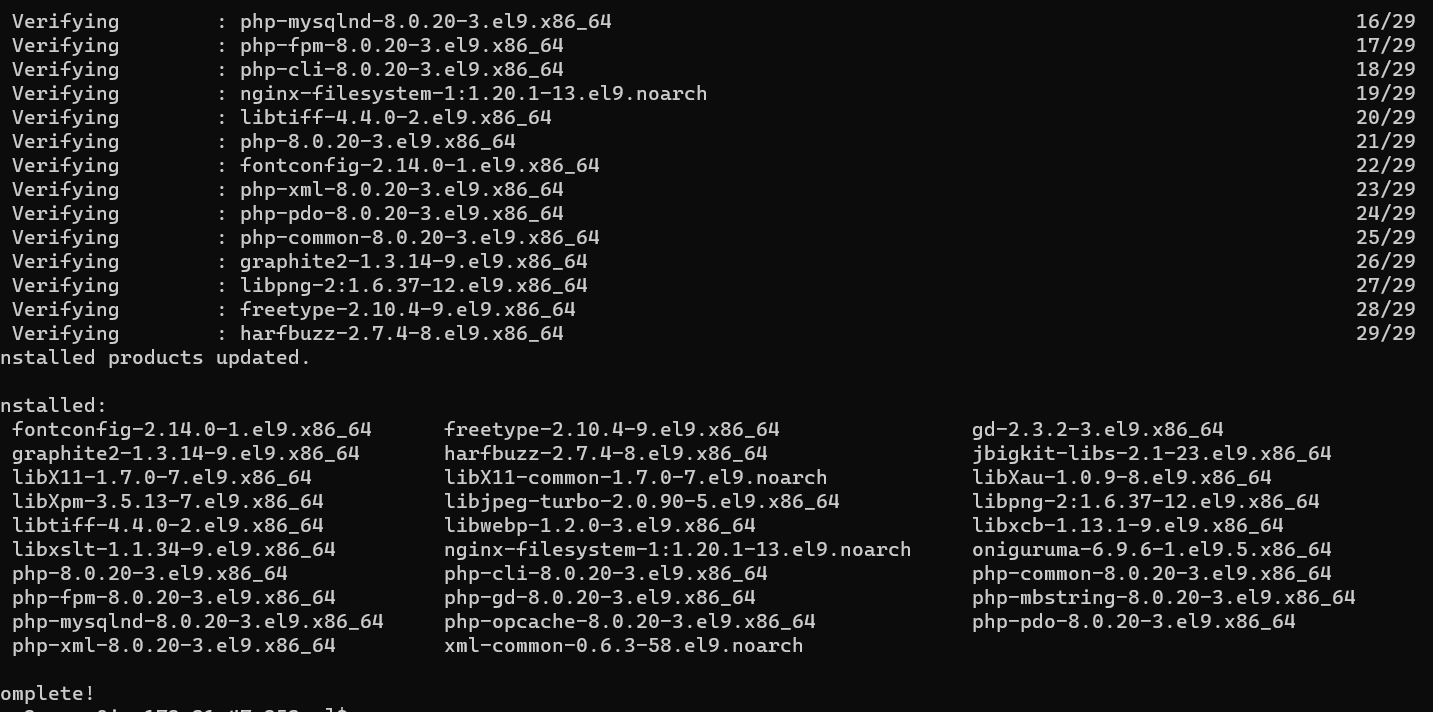 Verifying : php-mysqlnd-8.0.20-3.el9.x86_64 16/29
Verifying : php-fpm-8.0.20-3.el9.x86_64 17/29
Verifying : php-cli-8.0.20-3.el9.x86_64 18/29
Verifying : nginx-filesystem-1:1.20.1-13.el9.noarch 19/29
Verifying : libtiff-4.4.0-2.el9.x86_64 20/29
Verifying : php-8.0.20-3.el9.x86_64 21/29
Verifying : fontconfig-2.14.0-1.el9.x86_64 22/29
Verifying : php-xml-8.0.20-3.el9.x86_64 23/29
Verifying : php-pdo-8.0.20-3.el9.x86_64 24/29
Verifying : php-common-8.0.20-3.el9.x86_64 25/29
Verifying : graphite2-1.3.14-9.el9.x86_64 26/29
Verifying : libpng-2:1.6.37-12.el9.x86_64 27/29
Verifying : freetype-2.10.4-9.el9.x86_64 28/29
Verifying : harfbuzz-2.7.4-8.el9.x86_64 29/29
nstalled products updated.
nstalled:
fontconfig-2.14.0-1.el9.x86_64 freetype-2.10.4-9.el9.x86_64 gd-2.3.2-3.el9.x86_64
graphite2-1.3.14-9.el9.x86_64 harfbuzz-2.7.4-8.el9.x86_64 jbigkit-libs-2.1-23.el9.x86_64
libX11-1.7.0-7.el9.x86_64 libX11-common-1.7.0-7.el9.noarch libXau-1.0.9-8.el9.x86_64
libXpm-3.5.13-7.el9.x86_64 libjpeg-turbo-2.0.90-5.el9.x86_64 libpng-2:1.6.37-12.el9.x86_64
libtiff-4.4.0-2.el9.x86_64 libwebp-1.2.0-3.el9.x86_64 libxcb-1.13.1-9.el9.x86_64
libxslt-1.1.34-9.el9.x86_64 nginx-filesystem-1:1.20.1-13.el9.noarch oniguruma-6.9.6-1.el9.5.x86_64
php-8.0.20-3.el9.x86_64 php-cli-8.0.20-3.el9.x86_64 php-common-8.0.20-3.el9.x86_64
php-fpm-8.0.20-3.el9.x86_64 php-gd-8.0.20-3.el9.x86_64 php-mbstring-8.0.20-3.el9.x86_64
php-mysqlnd-8.0.20-3.el9.x86_64 php-opcache-8.0.20-3.el9.x86_64 php-pdo-8.0.20-3.el9.x86_64
php-xml-8.0.20-3.el9.x86_64 xml-common-0.6.3-58.el9.noarch
omplete!